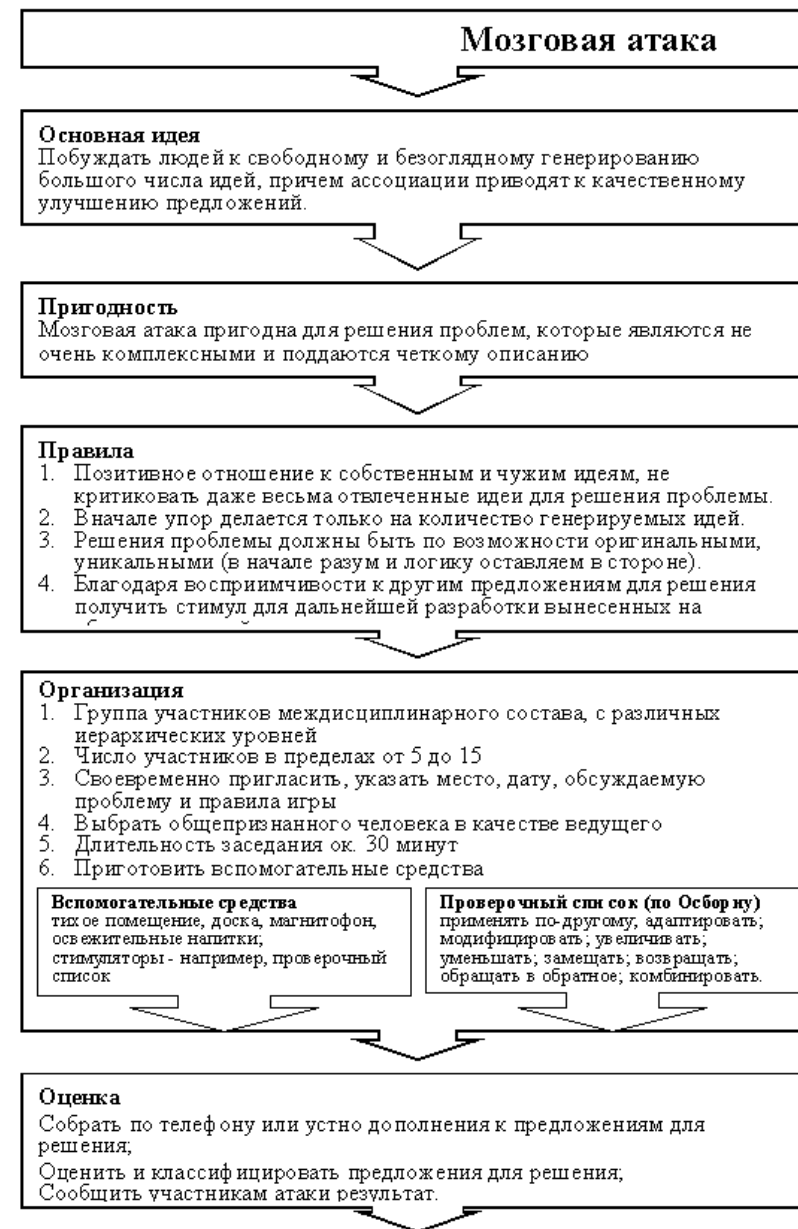 Мозговая атака
Основная идея
Побуждать людей к свободному и безоглядному генерированию
большого числа идей, причем ассоциации приводят к качественному
улучшению предложений.
Пригодность
Мозговая атака пригодна для решения проблем, которые являются не
очень комплексными и поддаются четкому описанию
Правила
1. Позитивное отношение к собственным и чужим идеям, не
критиковать даже весьма отвлеченные идеи для решения проблемы.
2. Вначале упор делается только на количество генерируемых идей.
3. Решения проблемы должны быть по возможности оригинальными,
уникальными (в начале разум и логику оставляем в стороне).
4. Благодаря восприимчивости к другим предложениям для решения
получить стимул для дальнейшей разработки вынесенных на
Организация
1. Группа участников междисциплинарного состава, с различных
иерархических уровней
2. Число участников в пределах от 5 до 15
3. Своевременно пригласить, указать место, дату, обсуждаемую
проблему и правила игры
4. Выбрать общепризнанного человека в качестве ведущего
5. Длительность заседания ок. 30 минут
6. Приготовить вспомогательные средства
Вспомогательные средства
тихое помещение, доска, магнитофон,
освежительные напитки;
стимуляторы - например, проверочный
список
Проверочный список (по Осборну)
применять по-другому, адаптировать;
модифицировать; увеличивать;
уменьшать; замещать; возвращать;
обращать в обратное; комбинировать.
Оценка
Собрать по телефону или устно дополнения к предложениям для
решения;
Оценить и классифицировать предложения для решения;
Сообщить участникам атаки результат.